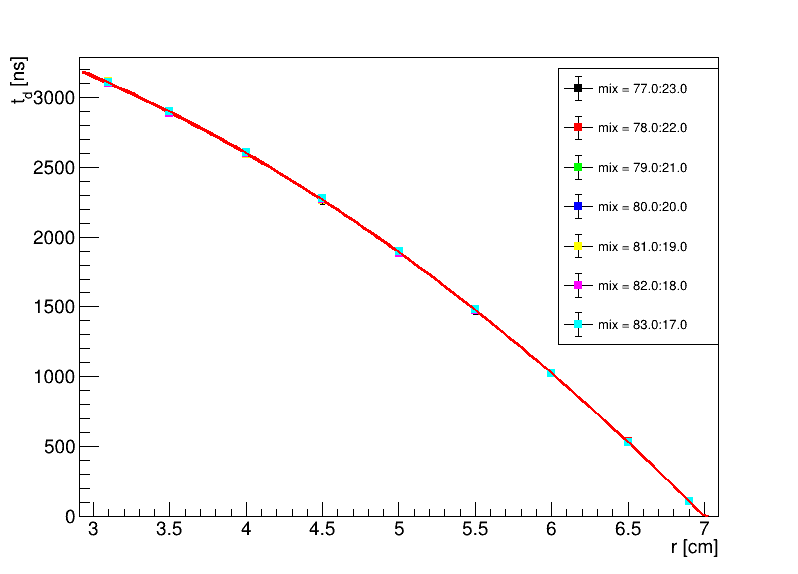 t_d [ns]
3000
2500
2000
1500
1000
500
0
3 3.5 4 4.5 5 5.5 6 6.5 7
r [cm]
mix = 77.0:23.0
mix = 78.0:22.0
mix = 79.0:21.0
mix = 80.0:20.0
mix = 81.0:19.0
mix = 82.0:18.0
mix = 83.0:17.0